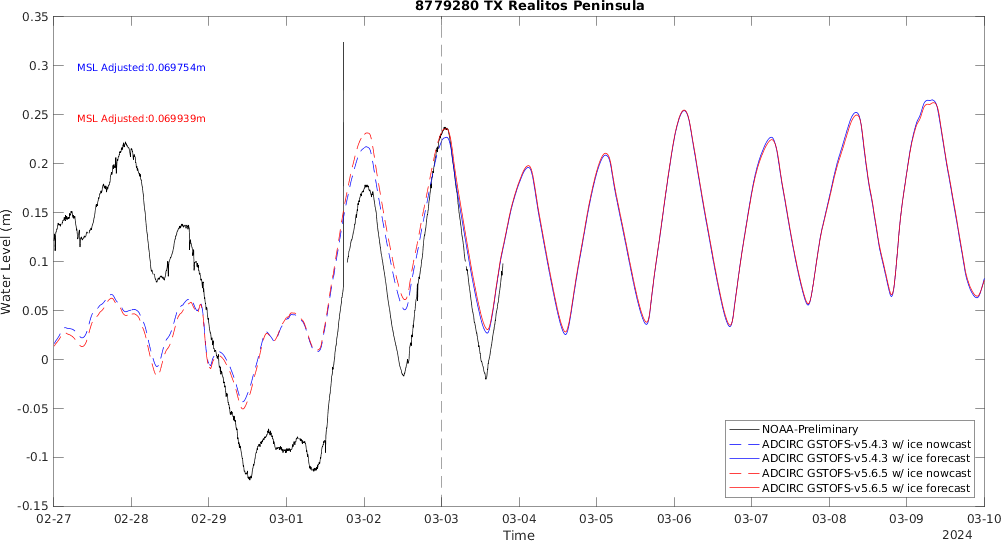 8779280 TX Realitos Peninsula
0.35
0.3
0.25
0.2
0.15
0.1
0.05
0
-0.05
-0.1
-0.15
Water Level (m)
MSL Adjusted:0.069754m
MSL Adjusted:0.069939m
NOAA-Preliminary
ADCIRC GSTOFS-v5.4.3 w/ ice nowcast
ADCIRC GSTOFS-v5.4.3 w/ ice forecast
ADCIRC GSTOFS-v5.6.5 w/ ice nowcast
ADCIRC GSTOFS-v5.6.5 w/ ice forecast
02-27 02-28 02-29 03-01 03-02 03-03 03-04 03-05 03-06 03-07 03-08 03-09 03-10
Time
2024